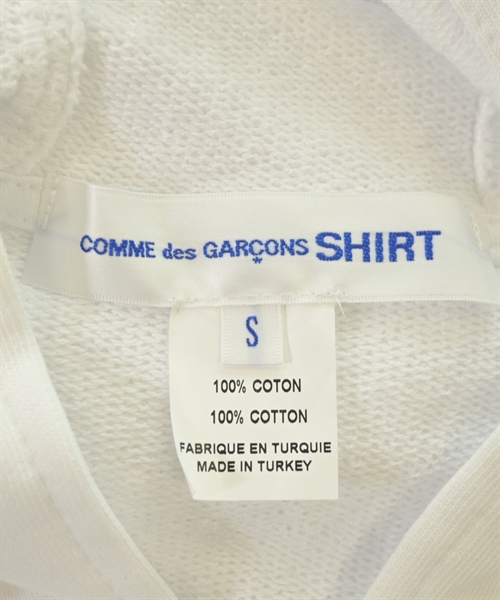 COMME des GARÇONS SHIRT
*
S
100% COTON
100% COTTON
FABRIQUE EN TURQUIE
MADE IN TURKEY